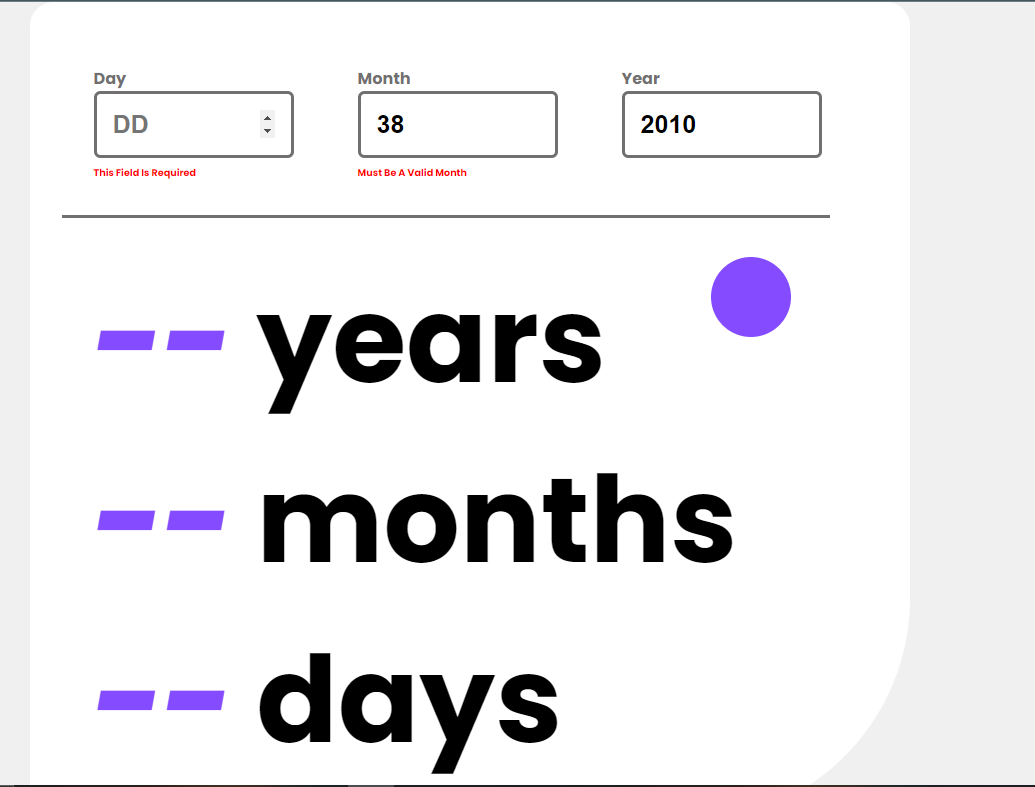 Day Month Year
DD 38 2010
This Field Is Required Must Be A Valid Month
-- years
-- months
-- days